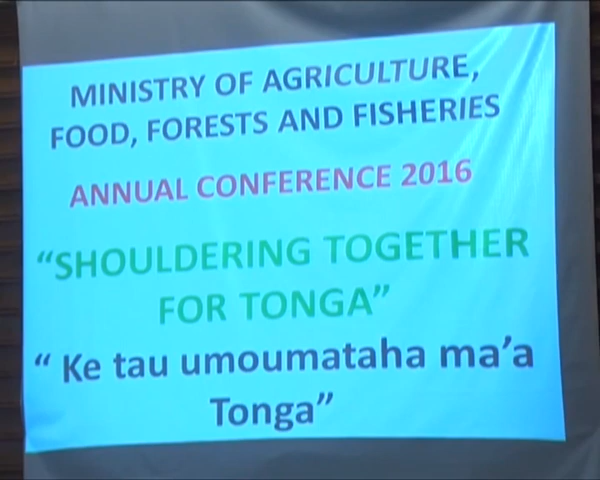 MINISTRY OF AGRICULTURE,
FOOD, FORESTS AND FISHERIES
ANNUAL CONFERENCE 2016
“SHOULDERING TOGETHER
FOR TONGA”
“ Ke tau umoumataha ma’a
Tonga”